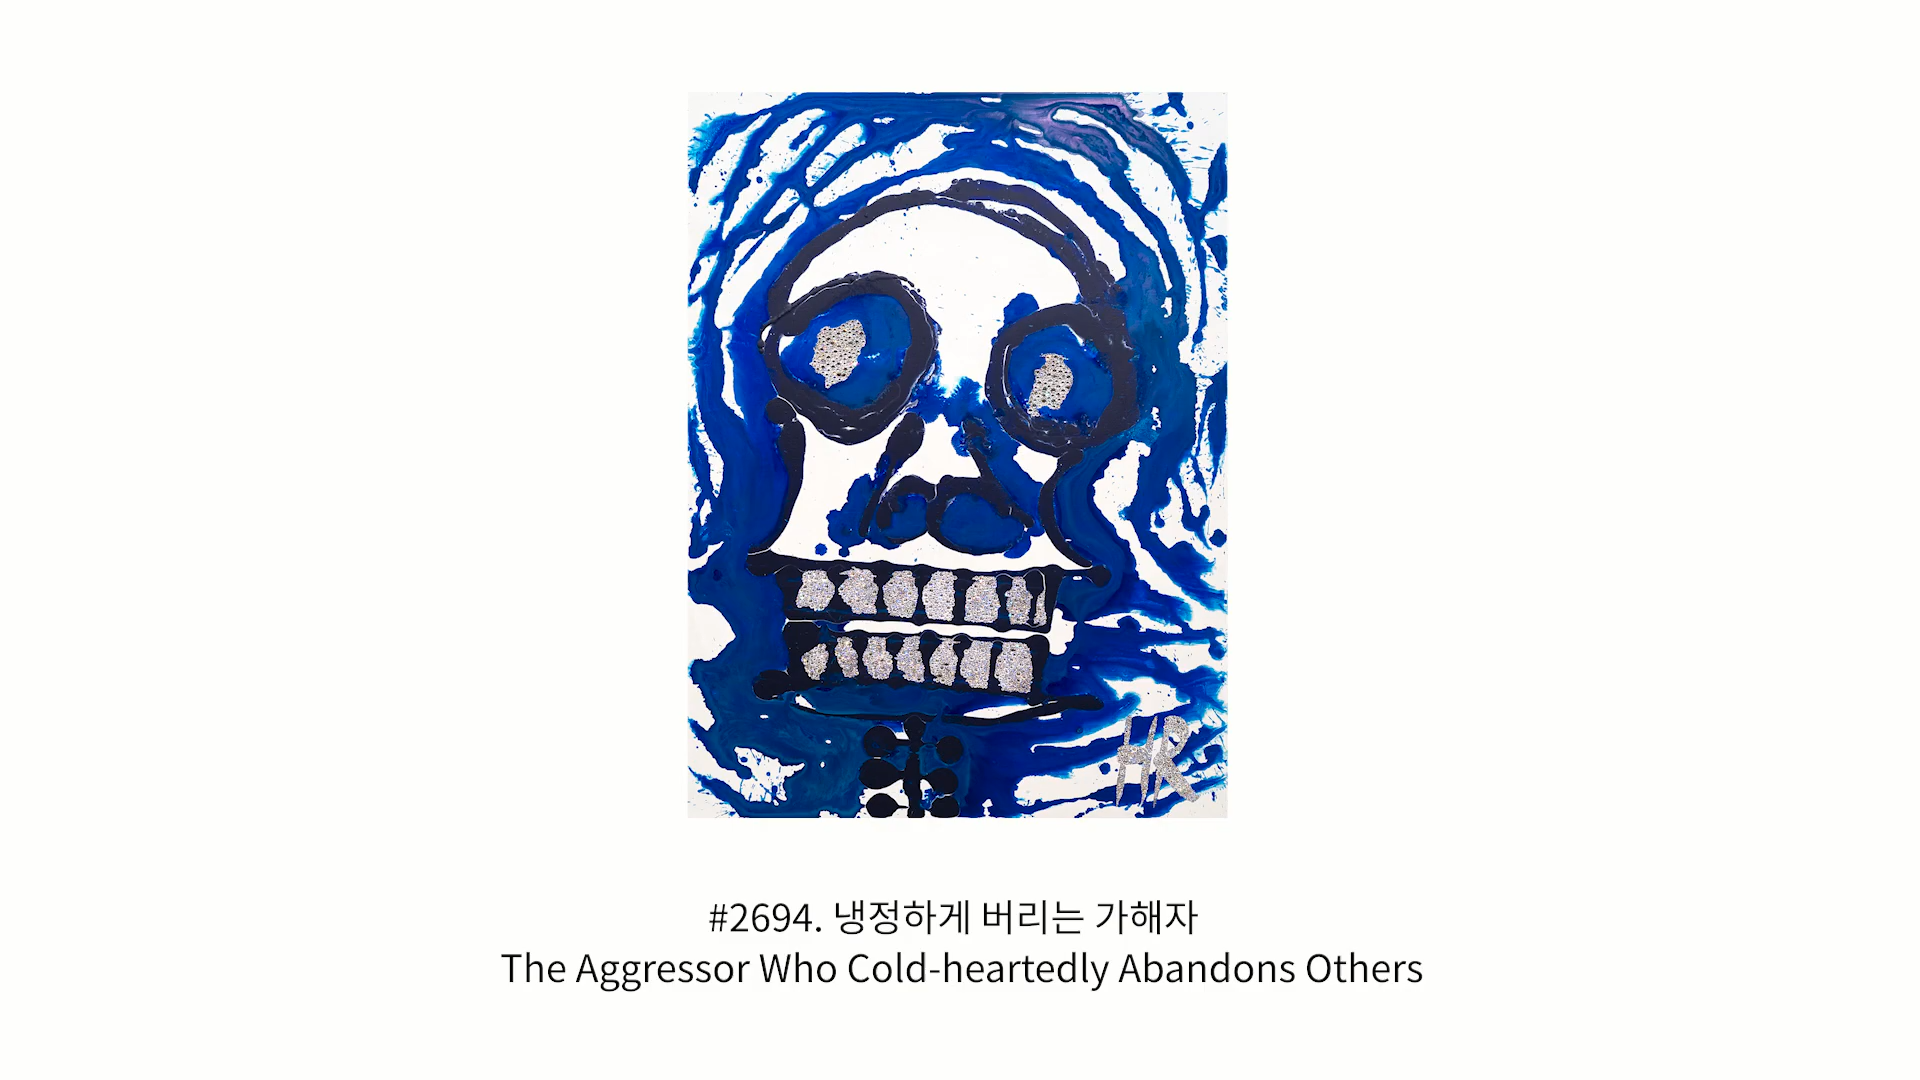 HR
#2694. 냉정하게 버리는 가해자
The Aggressor Who Cold-heartedly Abandons Others